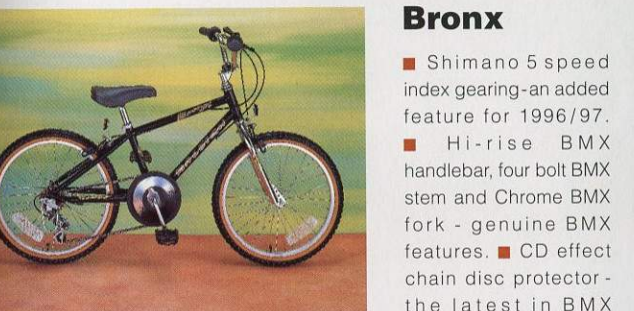 Bronx
■ Shimano 5 speed
index gearing-an added
feature for 1996/97.
■ Hi-rise BMX
handlebar, four bolt BMX
stem and Chrome BMX
fork - genuine BMX
features. ■ CD effect
chain disc protector -
the latest in BMX